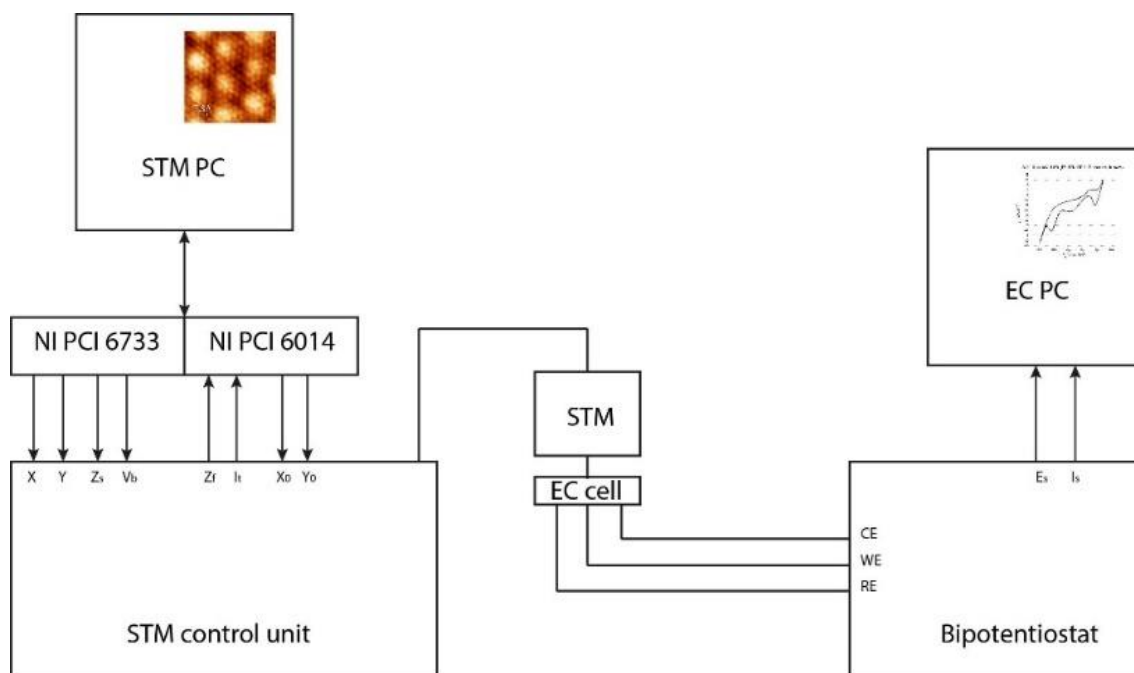 STM PC
EC PC
NI PCI 6733 NI PCI 6014
STM
X Y Zs Vb Zf It X0 Y0
Es Is
EC cell
CE
WE
RE
STM control unit
Bipotentiostat